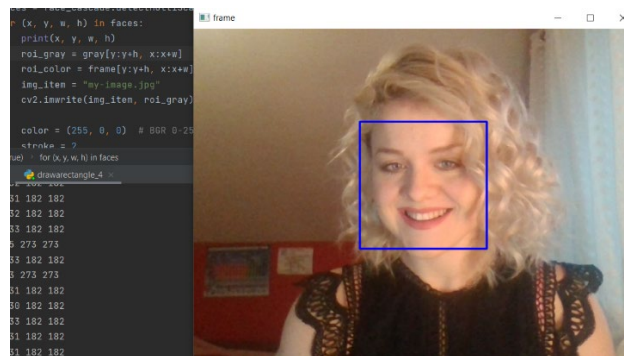 (x, y, w, h) in faces:
print(x, y, w, h)
roi_gray = gray[y:y+h, x:x+w]
roi_color = frame[y:y+h, x:x+w]
img_item = "my-image.jpg"
cv2.imwrite(img_item, roi_gray)
color = (255, 0, 0) # BGR 0-25
stroke = 2
rue) › for (x, y, w, h) in faces
drawarectangle_4 ×
31 182 182
32 182 182
33 182 182
5 273 273
33 182 182
3 273 273
31 182 182
30 182 182
33 182 182
31 182 182
31 182 182
frame